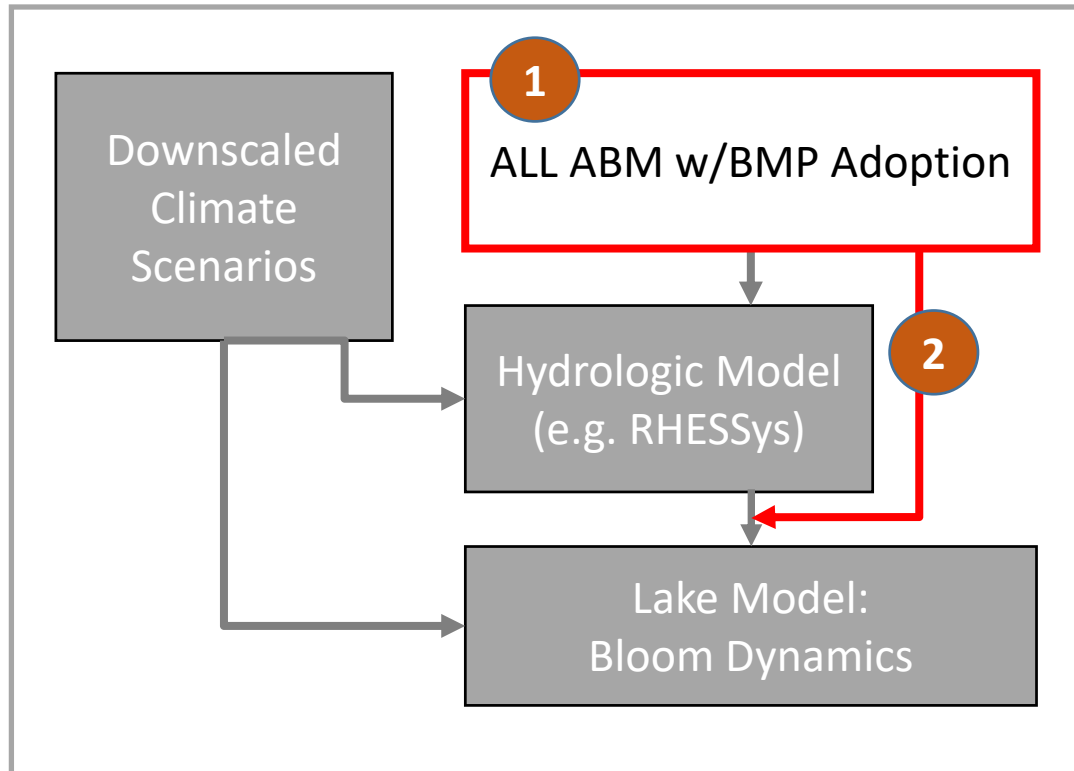 Downscaled
Climate
Scenarios
1
ALL ABM w/BMP Adoption
Hydrologic Model
(e.g. RHESSys)
2
Lake Model:
Bloom Dynamics